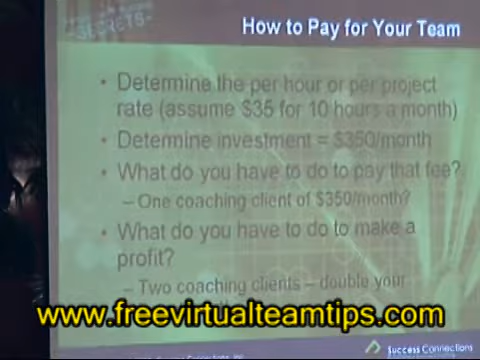 SECRETS
How to Pay for Your Team
• Determine the per hour or per project
rate (assume $35 for 10 hours a month)
• Determine investment = $350/month
• What do you have to do to pay that fee?
– One coaching client of $350/month?
• What do you have to do to make a
profit?
– Two coaching clients – double your
www.freevirtualteamtips.com
Success Connections